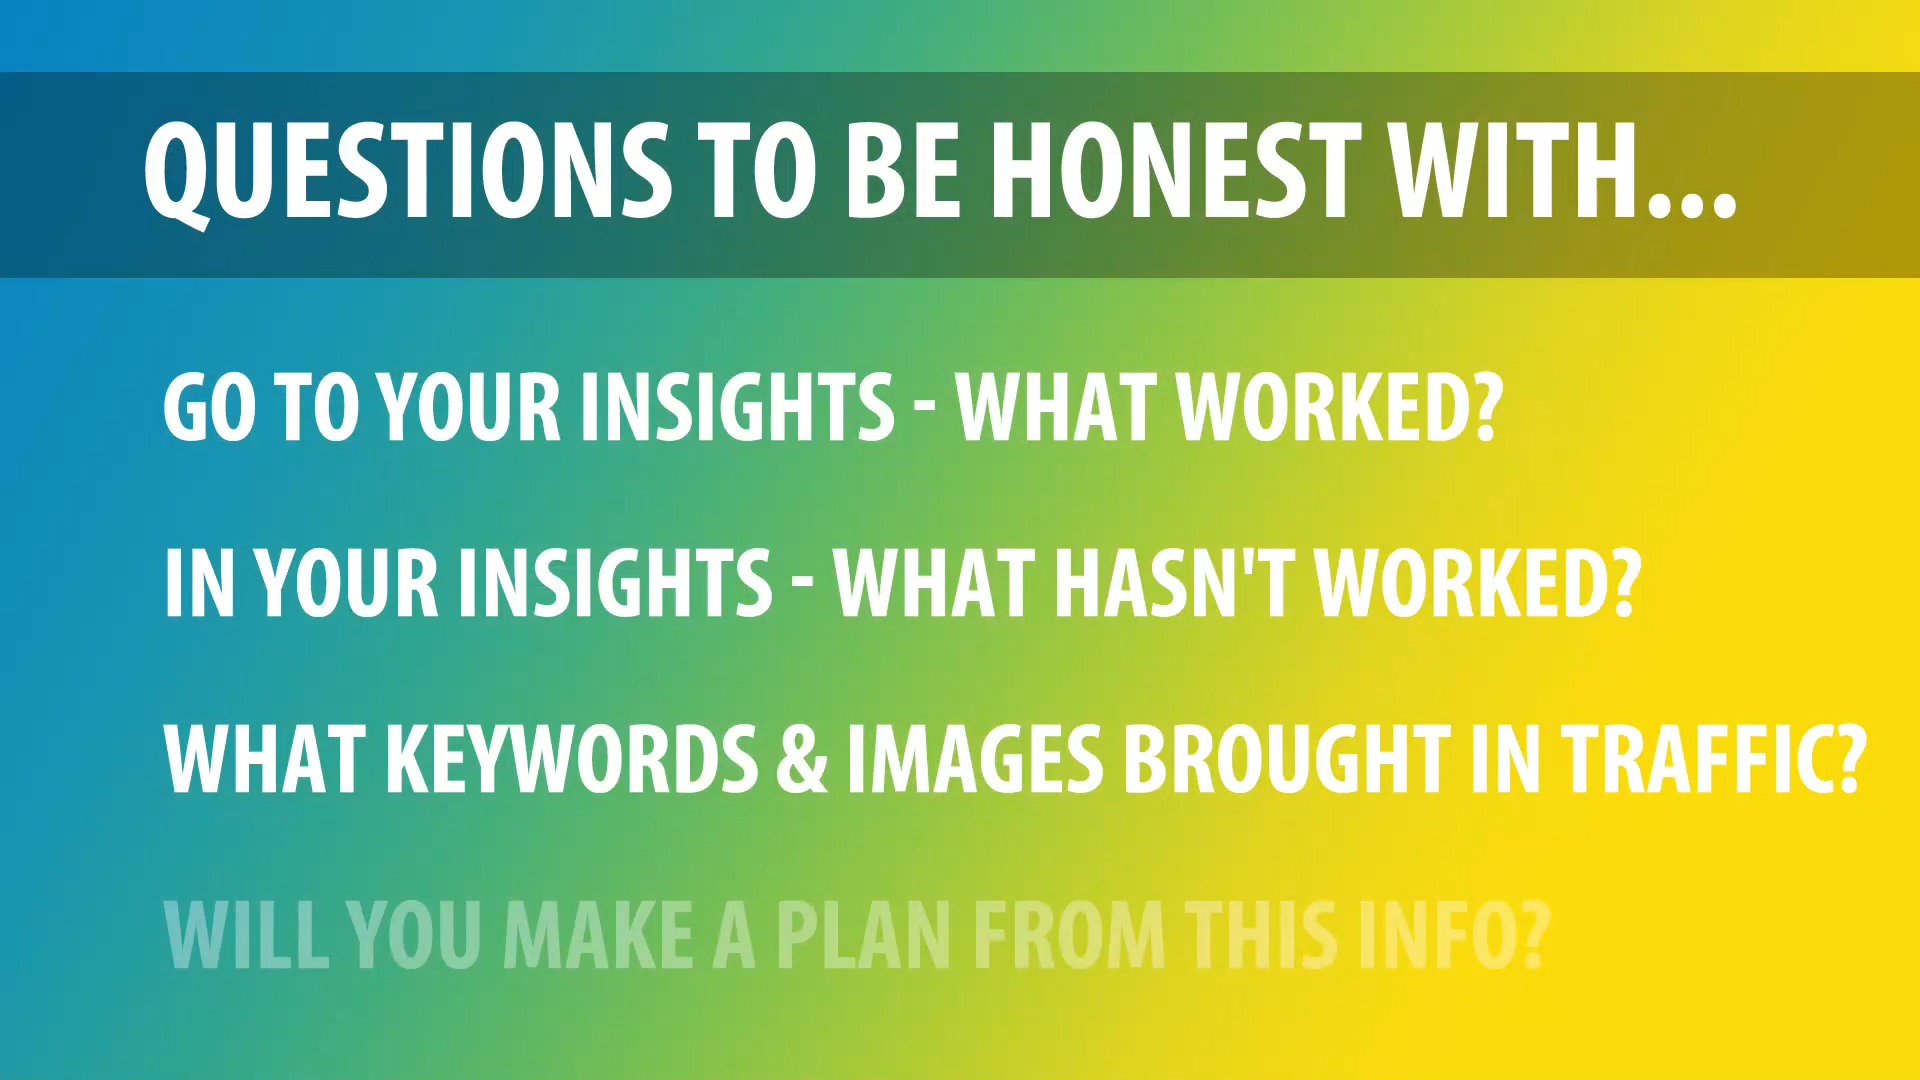 QUESTIONS TO BE HONEST WITH...
GO TO YOUR INSIGHTS - WHAT WORKED?
IN YOUR INSIGHTS - WHAT HASN'T WORKED?
WHAT KEYWORDS & IMAGES BROUGHT IN TRAFFIC?
WILL YOU MAKE A PLAN FROM THIS INFO?